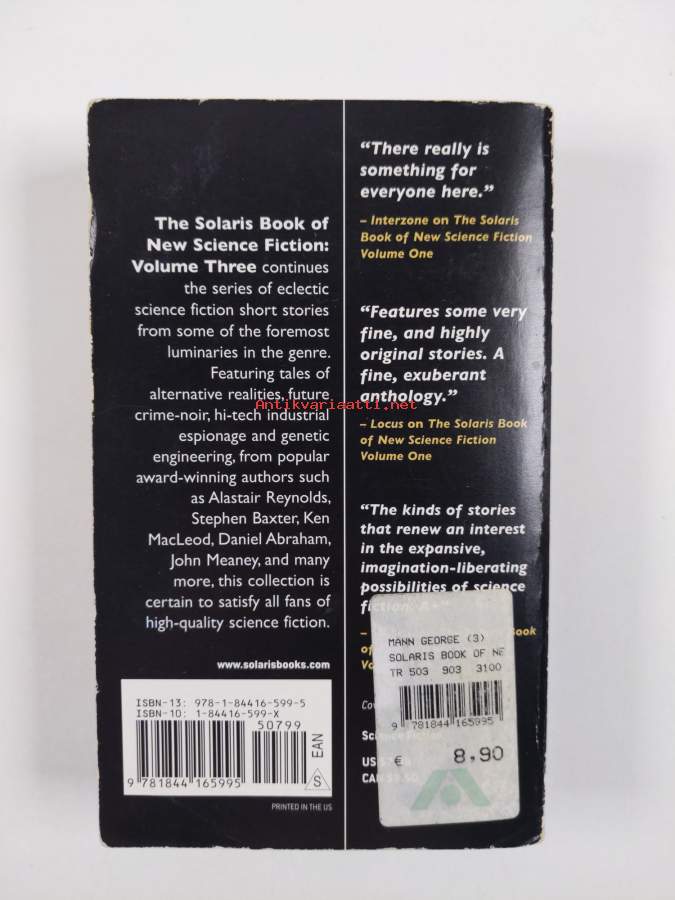 The Solaris Book of
New Science Fiction:
Volume Three continues
the series of eclectic
science fiction short stories
from some of the foremost
luminaries in the genre.
Featuring tales of
alternative realities, future
crime-noir, hi-tech industrial
espionage and genetic
engineering, from popular
award-winning authors such
as Alastair Reynolds,
Stephen Baxter, Ken
MacLeod, Daniel Abraham,
John Meaney, and many
more, this collection is
certain to satisfy all fans of
high-quality science fiction.
www.solarisbooks.com
ISBN-13: 978-1-84416-599-5
ISBN-10: 1-84416-599-X
50799
9 781844 165995
EAN
S
PRINTED IN THE US
“There really is
something for
everyone here.”
– Interzone on The Solaris
Book of New Science Fiction
Volume One
“Features some very
fine, and highly
original stories. A
fine, exuberant
anthology.”
– Locus on The Solaris Book
of New Science Fiction
Volume One
“The kinds of stories
that renew an interest
in the expansive,
imagination-liberating
possibilities of science
fiction. A-”
Book
Science Fiction
US
CAN
MANN GEORGE (3)
SOLARIS BOOK OF NE
TR 503 903 3100
9 781844 165995
€ 8,90
Antikvariaatti.net